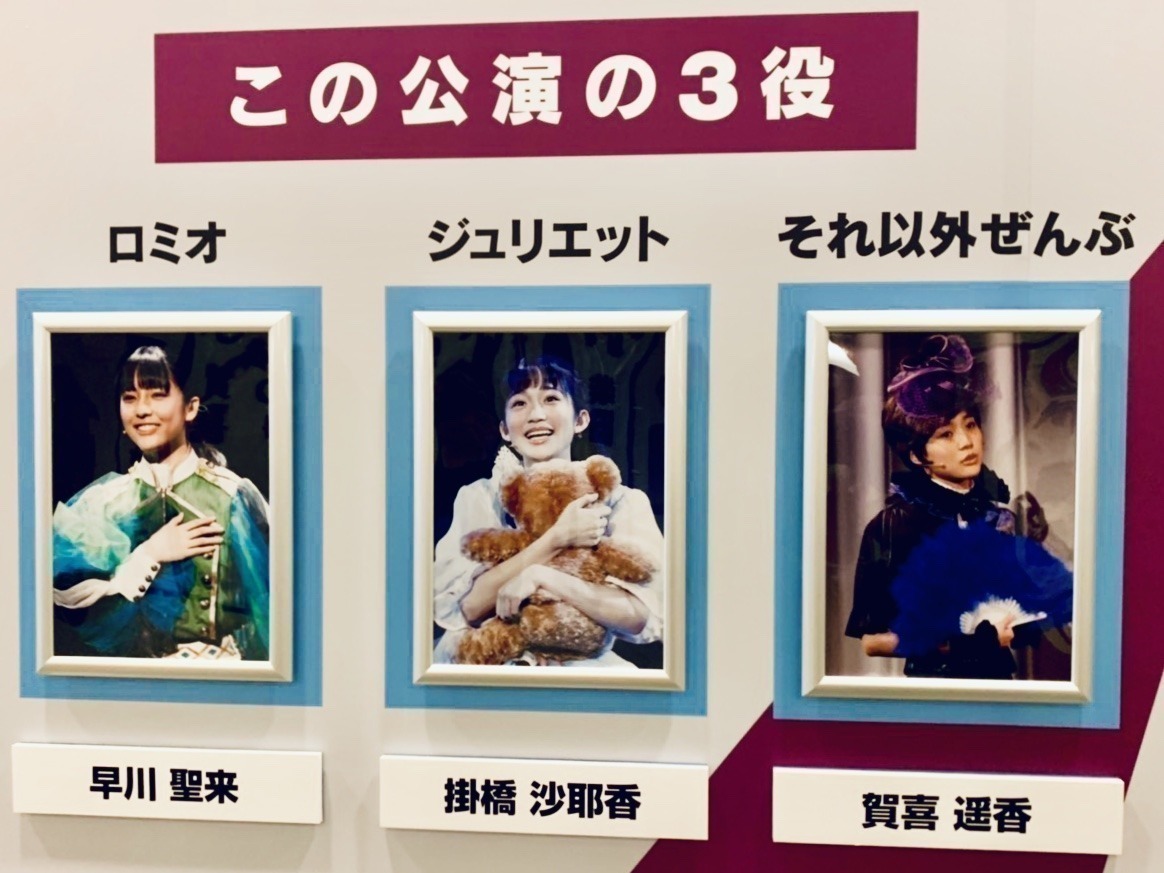 この公演の3役
ロミオ
ジュリエット
それ以外ぜんぶ
早川 聖来
掛橋 沙耶香
賀喜 遥香